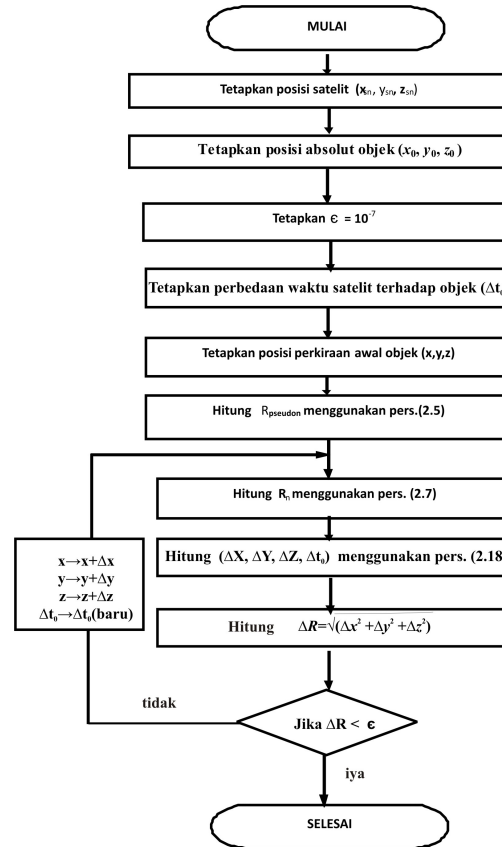 MULAI
Tetapkan posisi satelit (xsn, ysn, zsn)
Tetapkan posisi absolut objek (x₀, y₀, z₀ )
Tetapkan є = 10⁻⁷
Tetapkan perbedaan waktu satelit terhadap objek (Δt₀
Tetapkan posisi perkiraan awal objek (x,y,z)
Hitung Rpseudon menggunakan pers.(2.5)
Hitung Rₙ menggunakan pers. (2.7)
Hitung (ΔX, ΔY, ΔZ, Δt₀) menggunakan pers. (2.18
x→x+Δx
y→y+Δy
z→z+Δz
Δt₀→Δt₀(baru)
Hitung ΔR=√(Δx² +Δy² +Δz²)
tidak
Jika ΔR < є
iya
SELESAI